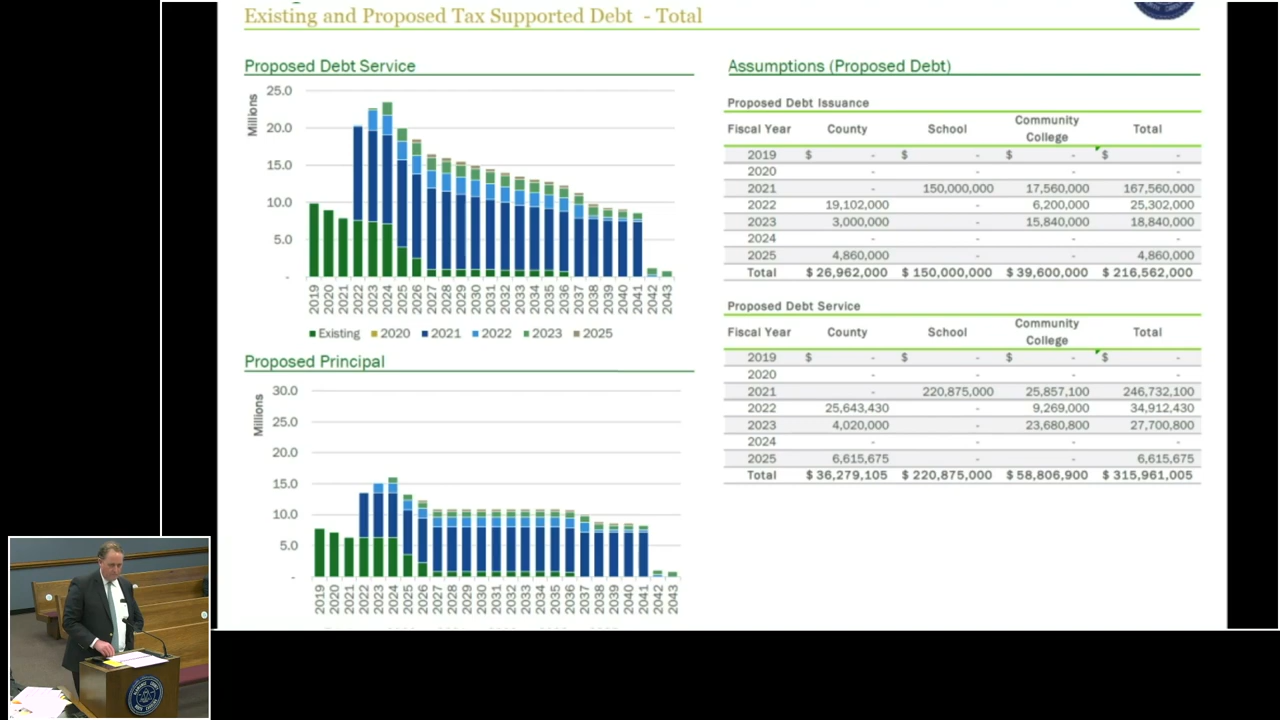 Existing and Proposed Tax Supported Debt - Total
Proposed Debt Service
25.0
20.0
15.0
10.0
5.0
-
Millions
2019 2020 2021 2022 2023 2024 2025 2026 2027 2028 2029 2030 2031 2032 2033 2034 2035 2036 2037 2038 2039 2040 2041 2042 2043
Existing 2020 2021 2022 2023 2025
Proposed Principal
30.0
25.0
20.0
15.0
10.0
5.0
-
Millions
2019 2020 2021 2022 2023 2024 2025 2026 2027 2028 2029 2030 2031 2032 2033 2034 2035 2036 2037 2038 2039 2040 2041 2042 2043
Assumptions (Proposed Debt)
Proposed Debt Issuance
Fiscal Year County School Community College Total
2019 $ - $ - $ - $ -
2020 - - - -
2021 - 150,000,000 17,560,000 167,560,000
2022 19,102,000 - 6,200,000 25,302,000
2023 3,000,000 - 15,840,000 18,840,000
2024 - - - -
2025 4,860,000 - - 4,860,000
Total $ 26,962,000 $ 150,000,000 $ 39,600,000 $ 216,562,000
Proposed Debt Service
Fiscal Year County School Community College Total
2019 $ - $ - $ - $ -
2020 - - - -
2021 - 220,875,000 25,857,100 246,732,100
2022 25,643,430 - 9,269,000 34,912,430
2023 4,020,000 - 23,680,800 27,700,800
2024 - - - -
2025 6,615,675 - - 6,615,675
Total $ 36,279,105 $ 220,875,000 $ 58,806,900 $ 315,961,005